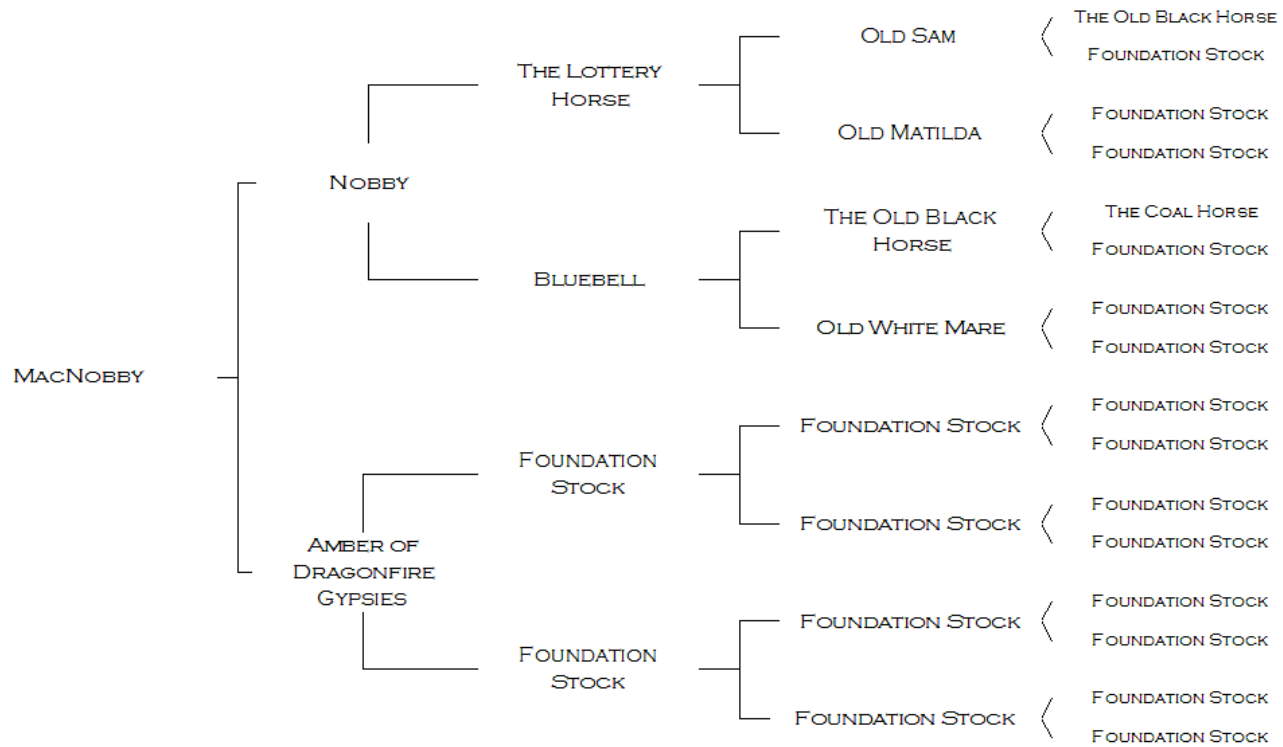 The Old Black Horse
Old Sam
Foundation Stock
The Lottery
Horse
Foundation Stock
Old Matilda
Foundation Stock
Nobby
The Old Black
Horse
The Coal Horse
Foundation Stock
Bluebell
Old White Mare
Foundation Stock
Foundation Stock
MacNobby
Foundation Stock
Foundation Stock
Foundation Stock
Foundation
Stock
Foundation Stock
Foundation Stock
Foundation Stock
Amber of
Dragonfire
Gypsies
Foundation Stock
Foundation Stock
Foundation Stock
Foundation
Stock
Foundation Stock
Foundation Stock
Foundation Stock